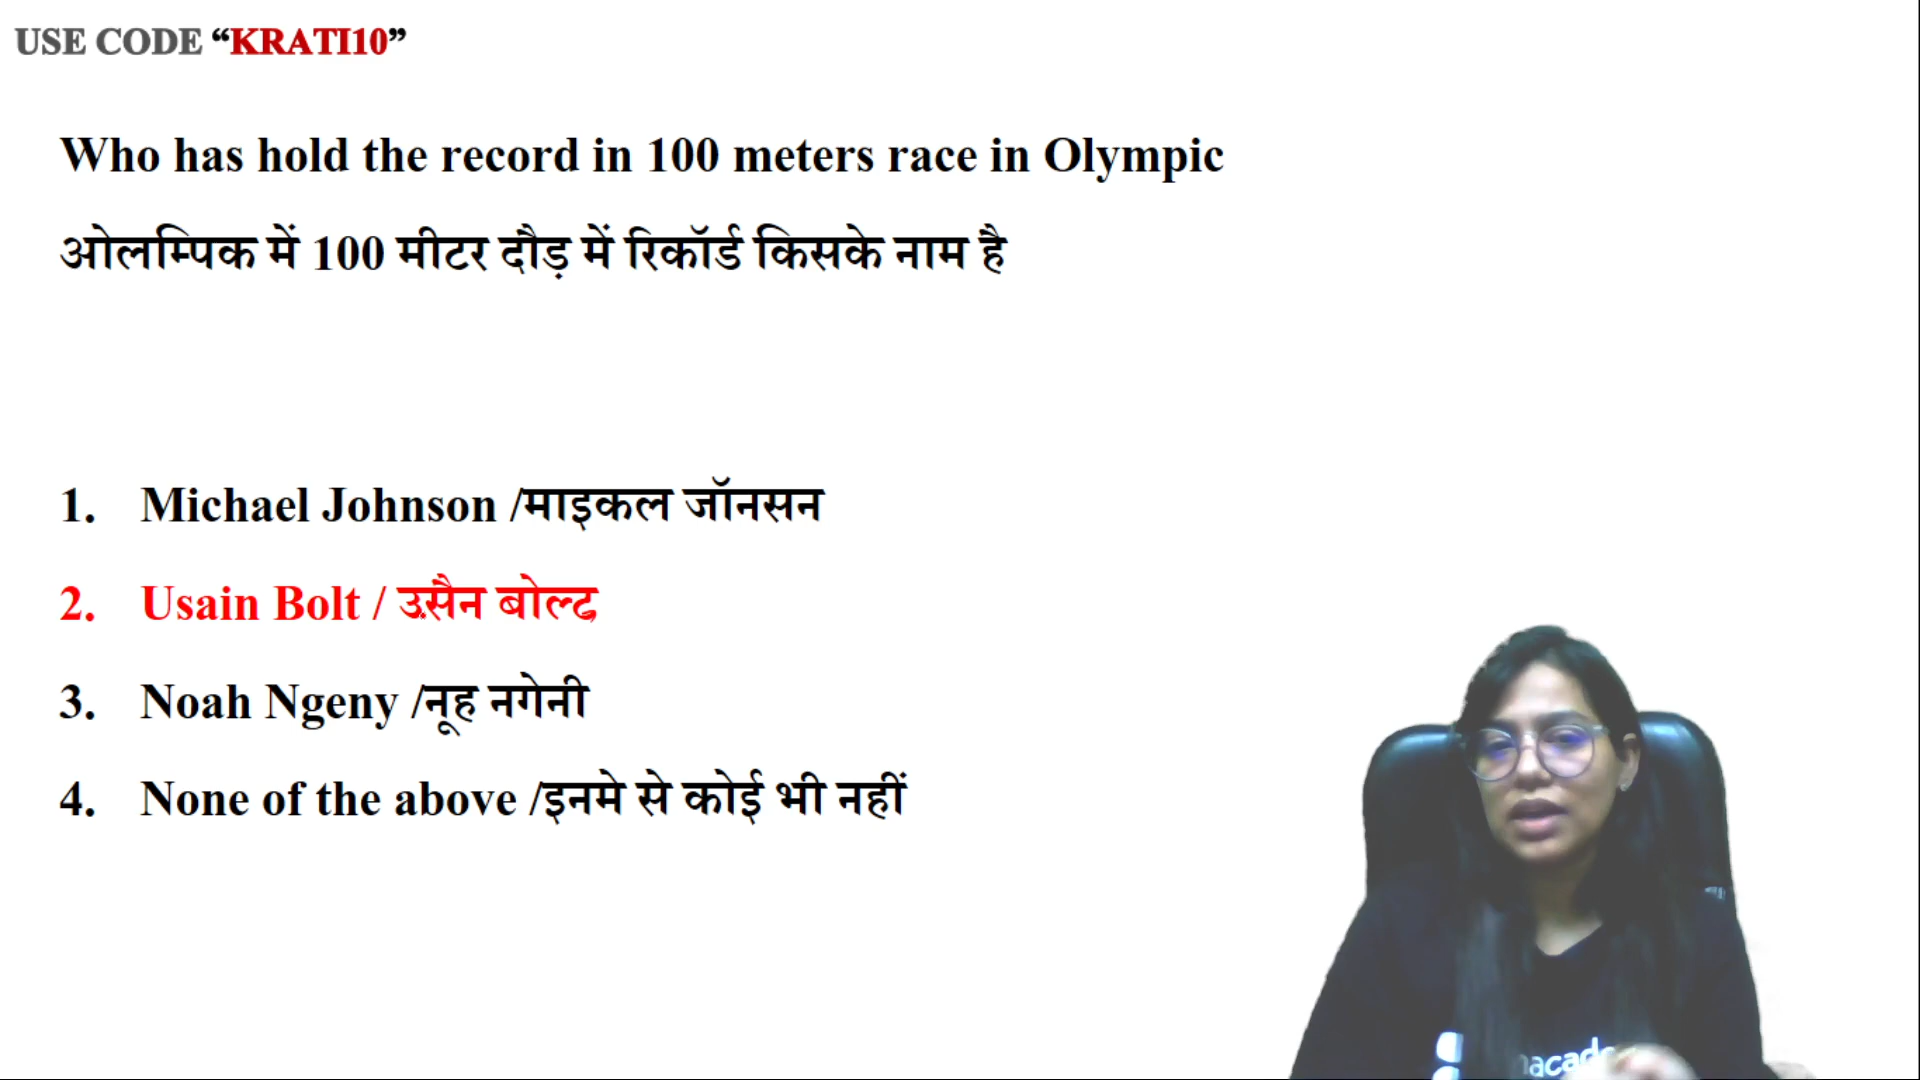 USE CODE “KRATI10”
Who has hold the record in 100 meters race in Olympic
ओलम्पिक में 100 मीटर दौड़ में रिकॉर्ड किसके नाम है
1. Michael Johnson /माइकल जॉनसन
2. Usain Bolt / उसैन बोल्ट
3. Noah Ngeny /नूह नगेनी
4. None of the above /इनमे से कोई भी नहीं